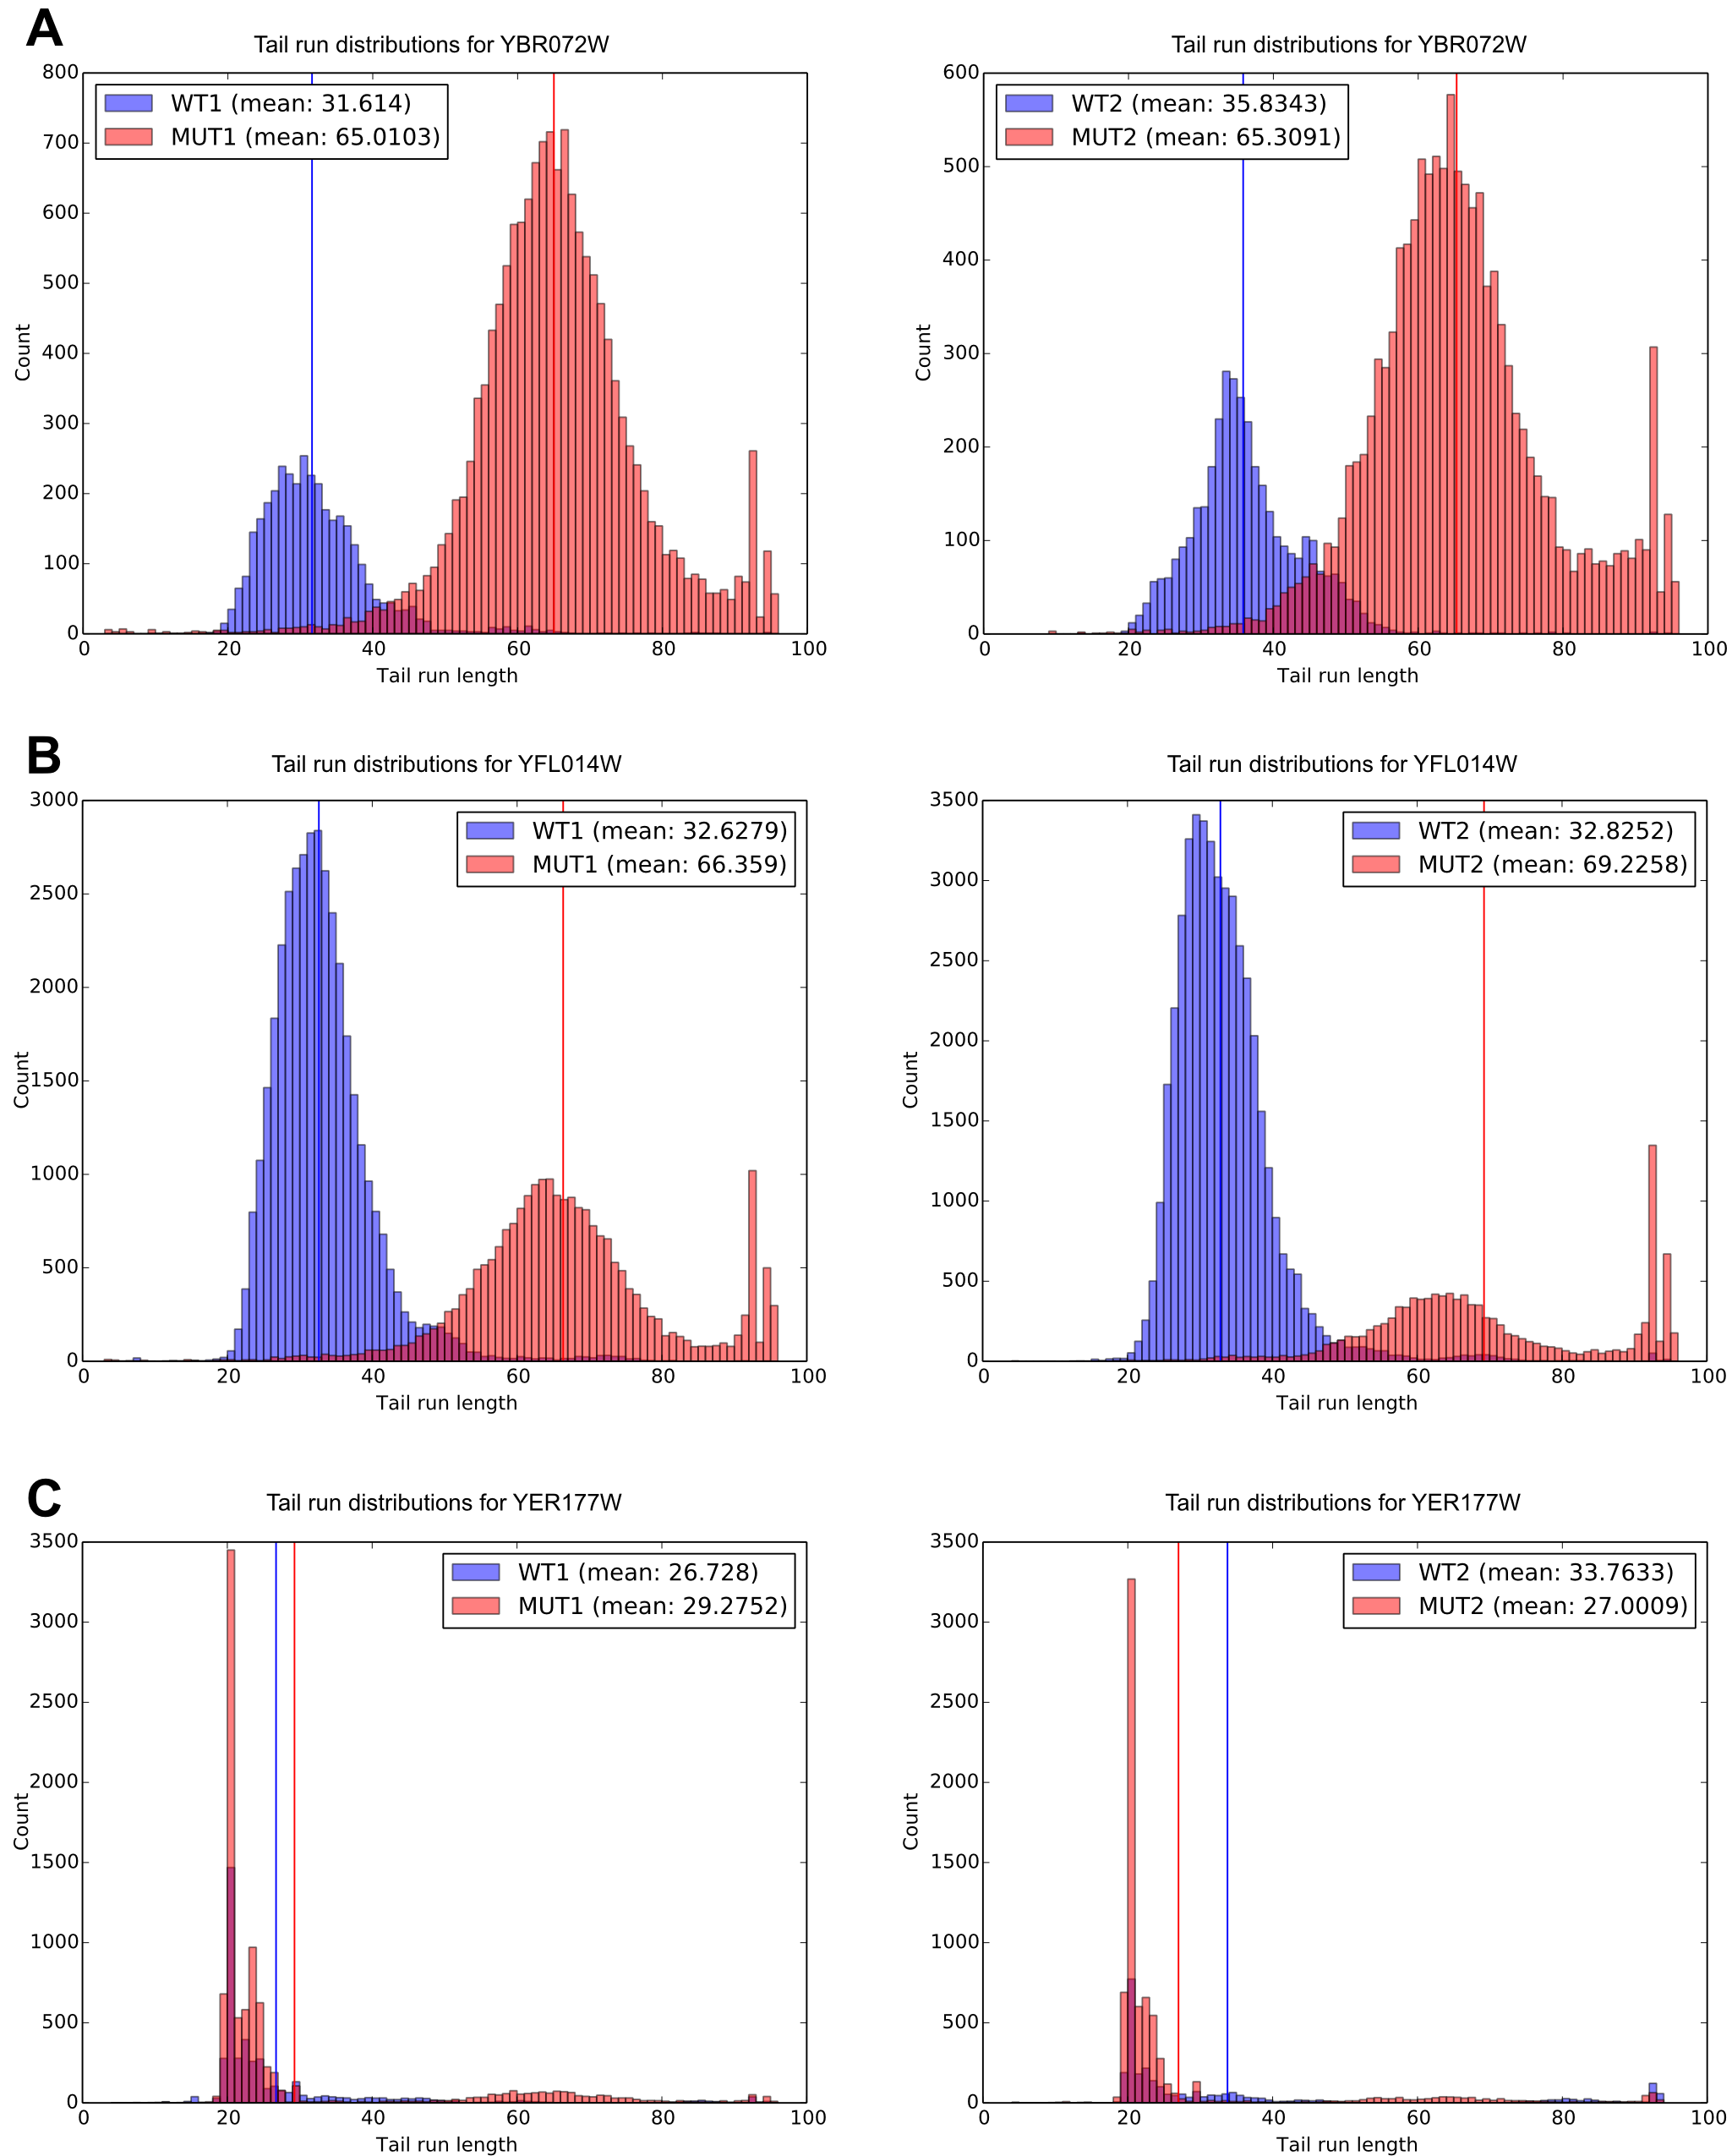 A
Tail run distributions for YBR072W
800
700
600
500
400
300
200
100
0
Count
WT1 (mean: 31.614)
MUT1 (mean: 65.0103)
0 20 40 60 80 100
Tail run length
Tail run distributions for YBR072W
600
500
400
300
200
100
0
Count
WT2 (mean: 35.8343)
MUT2 (mean: 65.3091)
0 20 40 60 80 100
Tail run length
B
Tail run distributions for YFL014W
3000
2500
2000
1500
1000
500
0
Count
WT1 (mean: 32.6279)
MUT1 (mean: 66.359)
0 20 40 60 80 100
Tail run length
Tail run distributions for YFL014W
3500
3000
2500
2000
1500
1000
500
0
Count
WT2 (mean: 32.8252)
MUT2 (mean: 69.2258)
0 20 40 60 80 100
Tail run length
C
Tail run distributions for YER177W
3500
3000
2500
2000
1500
1000
500
0
Count
WT1 (mean: 26.728)
MUT1 (mean: 29.2752)
0 20 40 60 80 100
Tail run length
Tail run distributions for YER177W
3500
3000
2500
2000
1500
1000
500
0
Count
WT2 (mean: 33.7633)
MUT2 (mean: 27.0009)
0 20 40 60 80 100
Tail run length